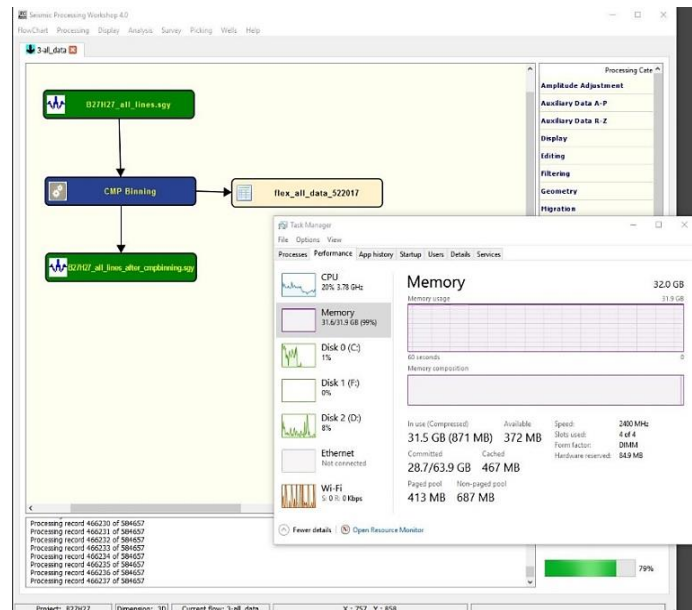 Seismic Processing Workshop 4.0
FlowChart Processing Display Analysis Survey Picking Wells Help
3-all_data
Processing Cate
Amplitude Adjustment
Auxiliary Data A-P
Auxiliary Data R-Z
Display
Editing
Filtering
Geometry
Migration
B27H27_all_lines.sgy
CMP Binning
flex_all_data_522017
B27H27_all_lines_after_cmpbinning.sgy
Task Manager
File Options View
Processes Performance App history Startup Users Details Services
CPU
20% 3.78 GHz
Memory
31.6/31.9 GB (99%)
Disk 0 (C:)
1%
Disk 1 (F:)
0%
Disk 2 (D:)
8%
Ethernet
Not connected
Wi-Fi
S: 0 R: 0 Kbps
Memory 32.0 GB
Memory usage 31.9 GB
60 seconds 0
Memory composition
In use (Compressed) Available
31.5 GB (871 MB) 372 MB
Committed Cached
28.7/63.9 GB 467 MB
Paged pool Non-paged pool
413 MB 687 MB
Speed: 2400 MHz
Slots used: 4 of 4
Form factor: DIMM
Hardware reserved: 84.9 MB
Fewer details Open Resource Monitor
Processing record 466230 of 584657
Processing record 466231 of 584657
Processing record 466232 of 584657
Processing record 466233 of 584657
Processing record 466234 of 584657
Processing record 466235 of 584657
Processing record 466236 of 584657
Processing record 466237 of 584657
79%
Project: B27H27 Dimension: 3D Current flow: 3-all_data X : 757 Y : 858